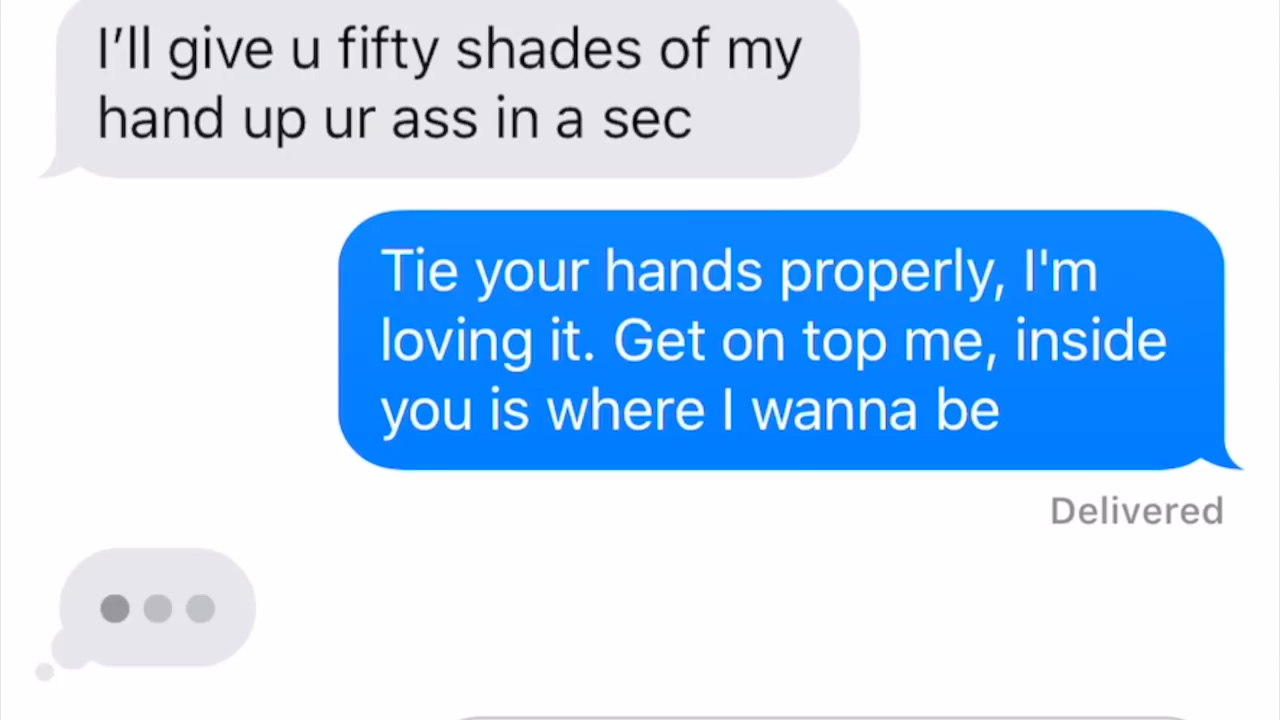 I’ll give u fifty shades of my
hand up ur ass in a sec
Tie your hands properly, I'm
loving it. Get on top me, inside
you is where I wanna be
Delivered